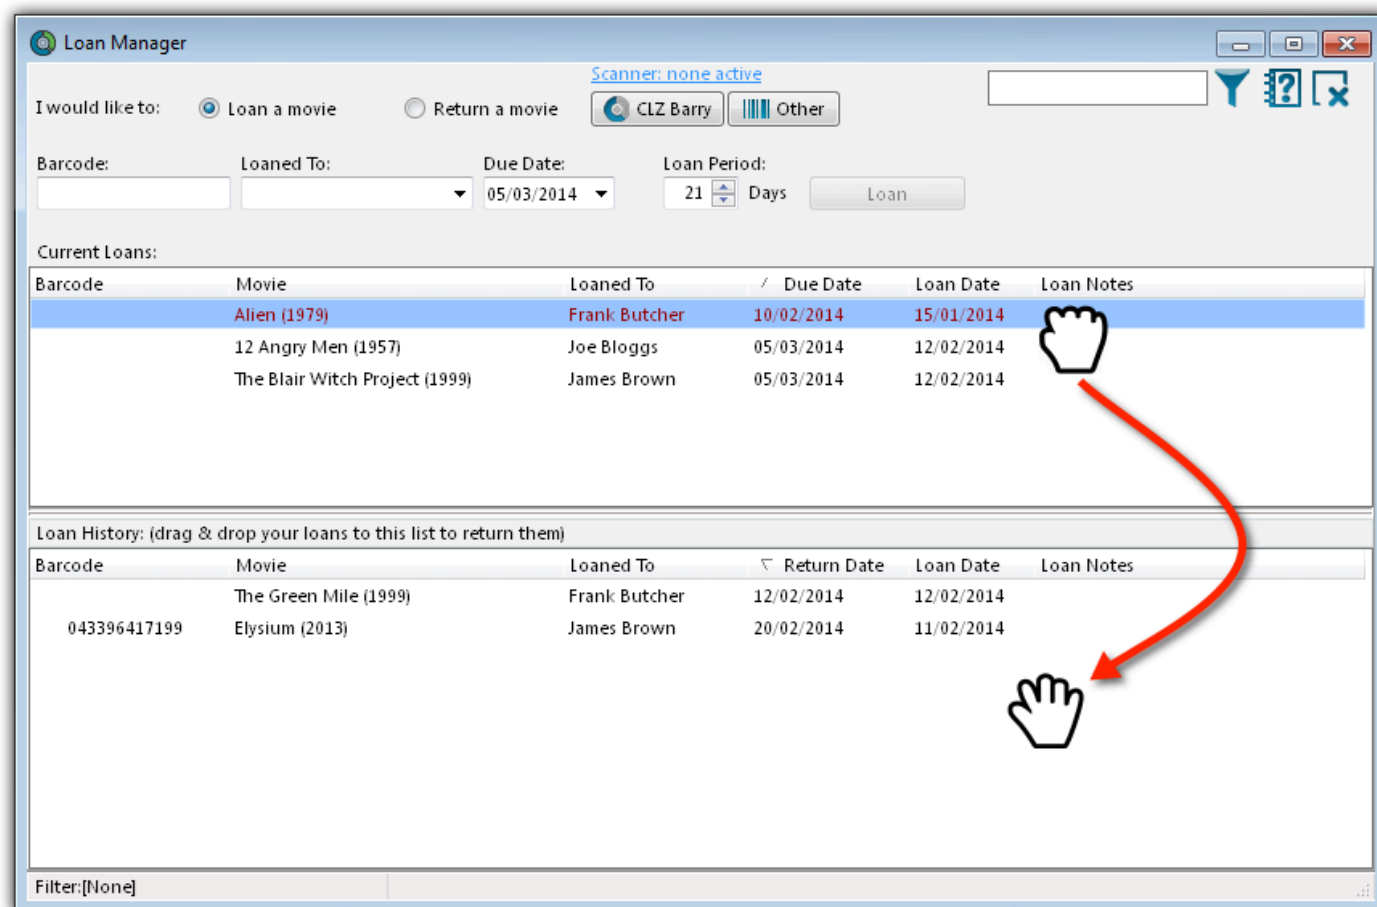 Loan Manager
Scanner: none active
I would like to: Loan a movie Return a movie CLZ Barry Other
Barcode: Loaned To: Due Date: Loan Period:
05/03/2014 21 Days Loan
Current Loans:
Barcode Movie Loaned To Due Date Loan Date Loan Notes
Alien (1979) Frank Butcher 10/02/2014 15/01/2014
12 Angry Men (1957) Joe Bloggs 05/03/2014 12/02/2014
The Blair Witch Project (1999) James Brown 05/03/2014 12/02/2014
Loan History: (drag & drop your loans to this list to return them)
Barcode Movie Loaned To Return Date Loan Date Loan Notes
The Green Mile (1999) Frank Butcher 12/02/2014 12/02/2014
043396417199 Elysium (2013) James Brown 20/02/2014 11/02/2014
Filter:[None]